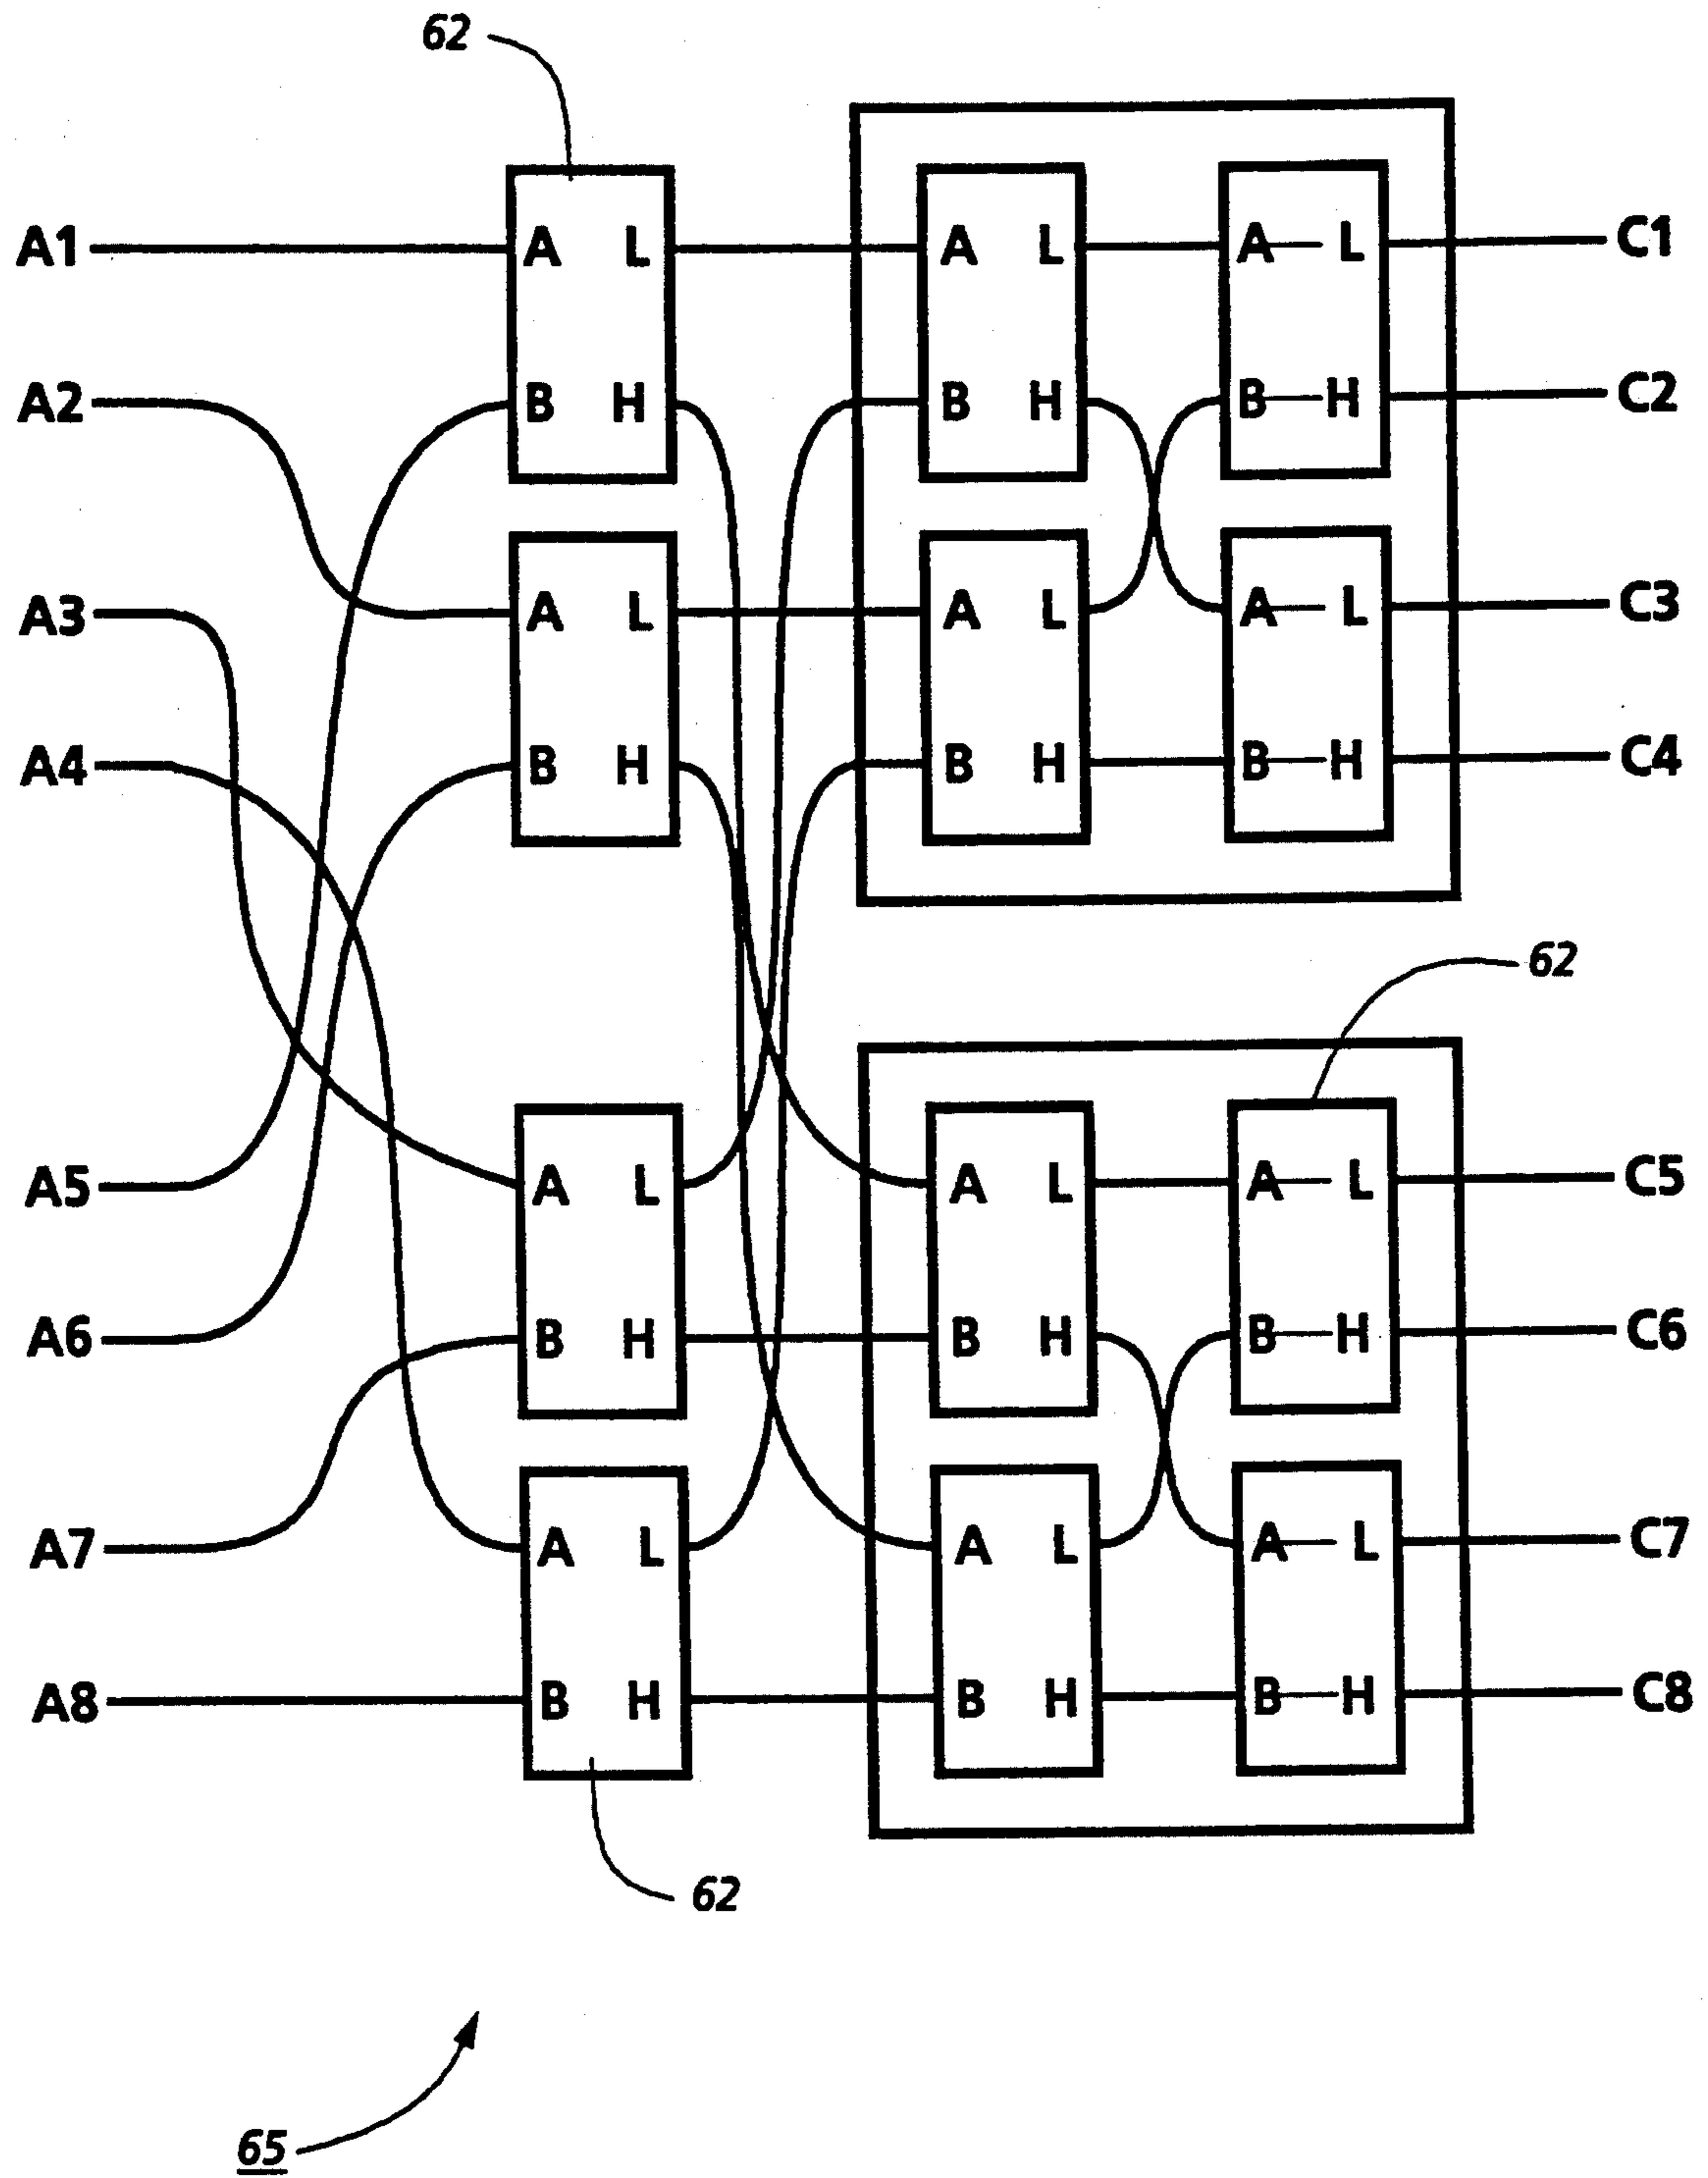 62
A1 A L A L A L C1
A2 B H B H B H C2
A3 A L A L A L C3
A4 B H B H B H C4
62
A5 A L A L A L C5
A6 B H B H B H C6
A7 A L A L A L C7
A8 B H B H B H C8
62
65